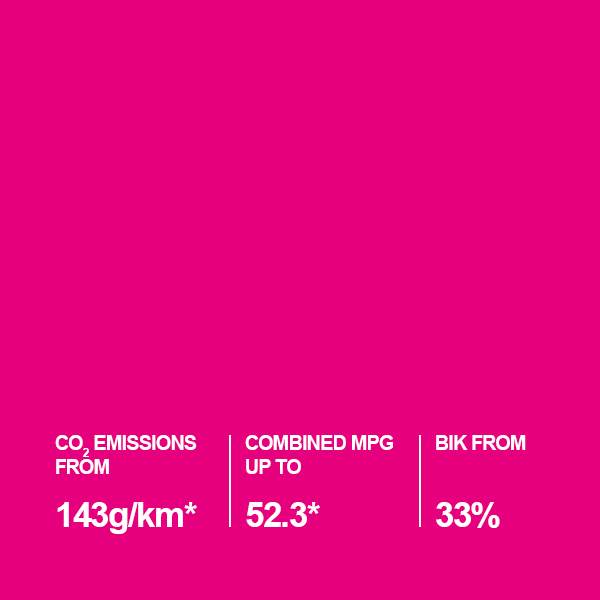 CO₂ EMISSIONS
FROM
143g/km*
COMBINED MPG
UP TO
52.3*
BIK FROM
33%